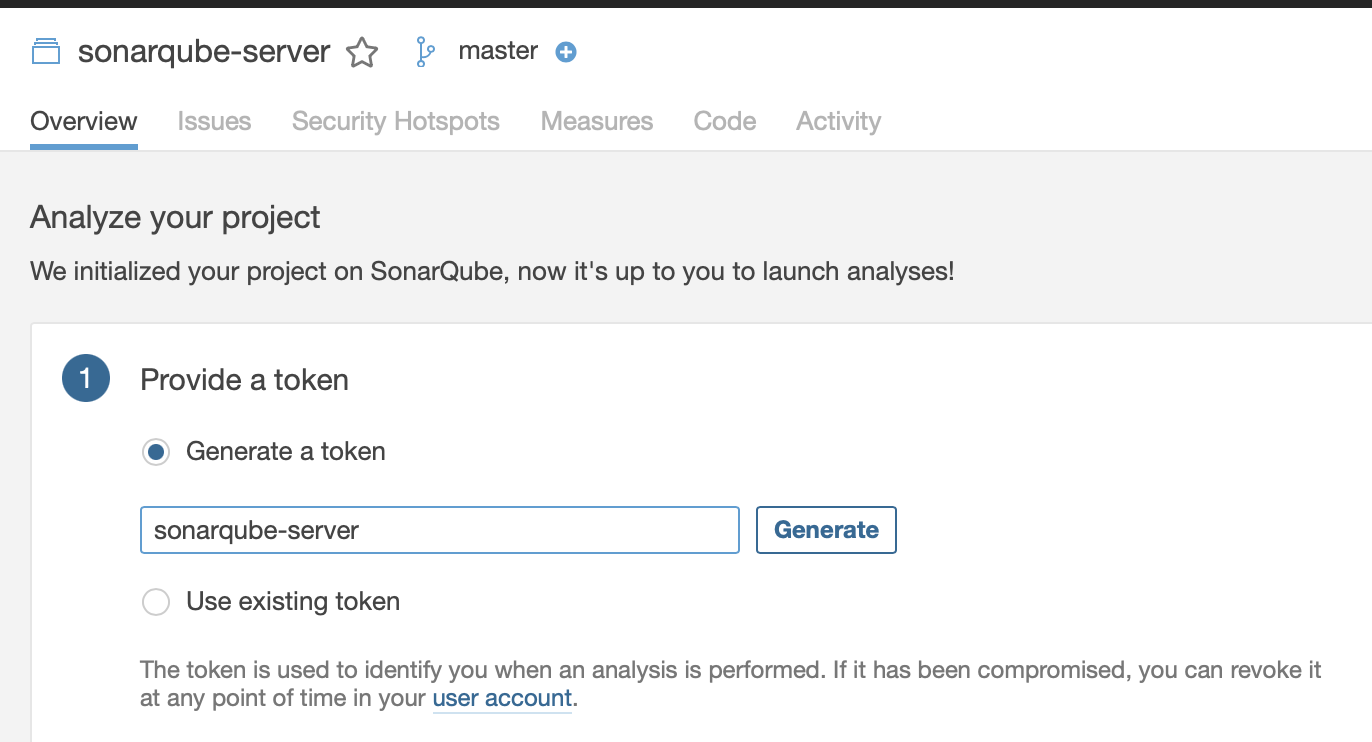 sonarqube-server master
Overview Issues Security Hotspots Measures Code Activity
Analyze your project
We initialized your project on SonarQube, now it's up to you to launch analyses!
1 Provide a token
Generate a token
sonarqube-server Generate
Use existing token
The token is used to identify you when an analysis is performed. If it has been compromised, you can revoke it
at any point of time in your user account.